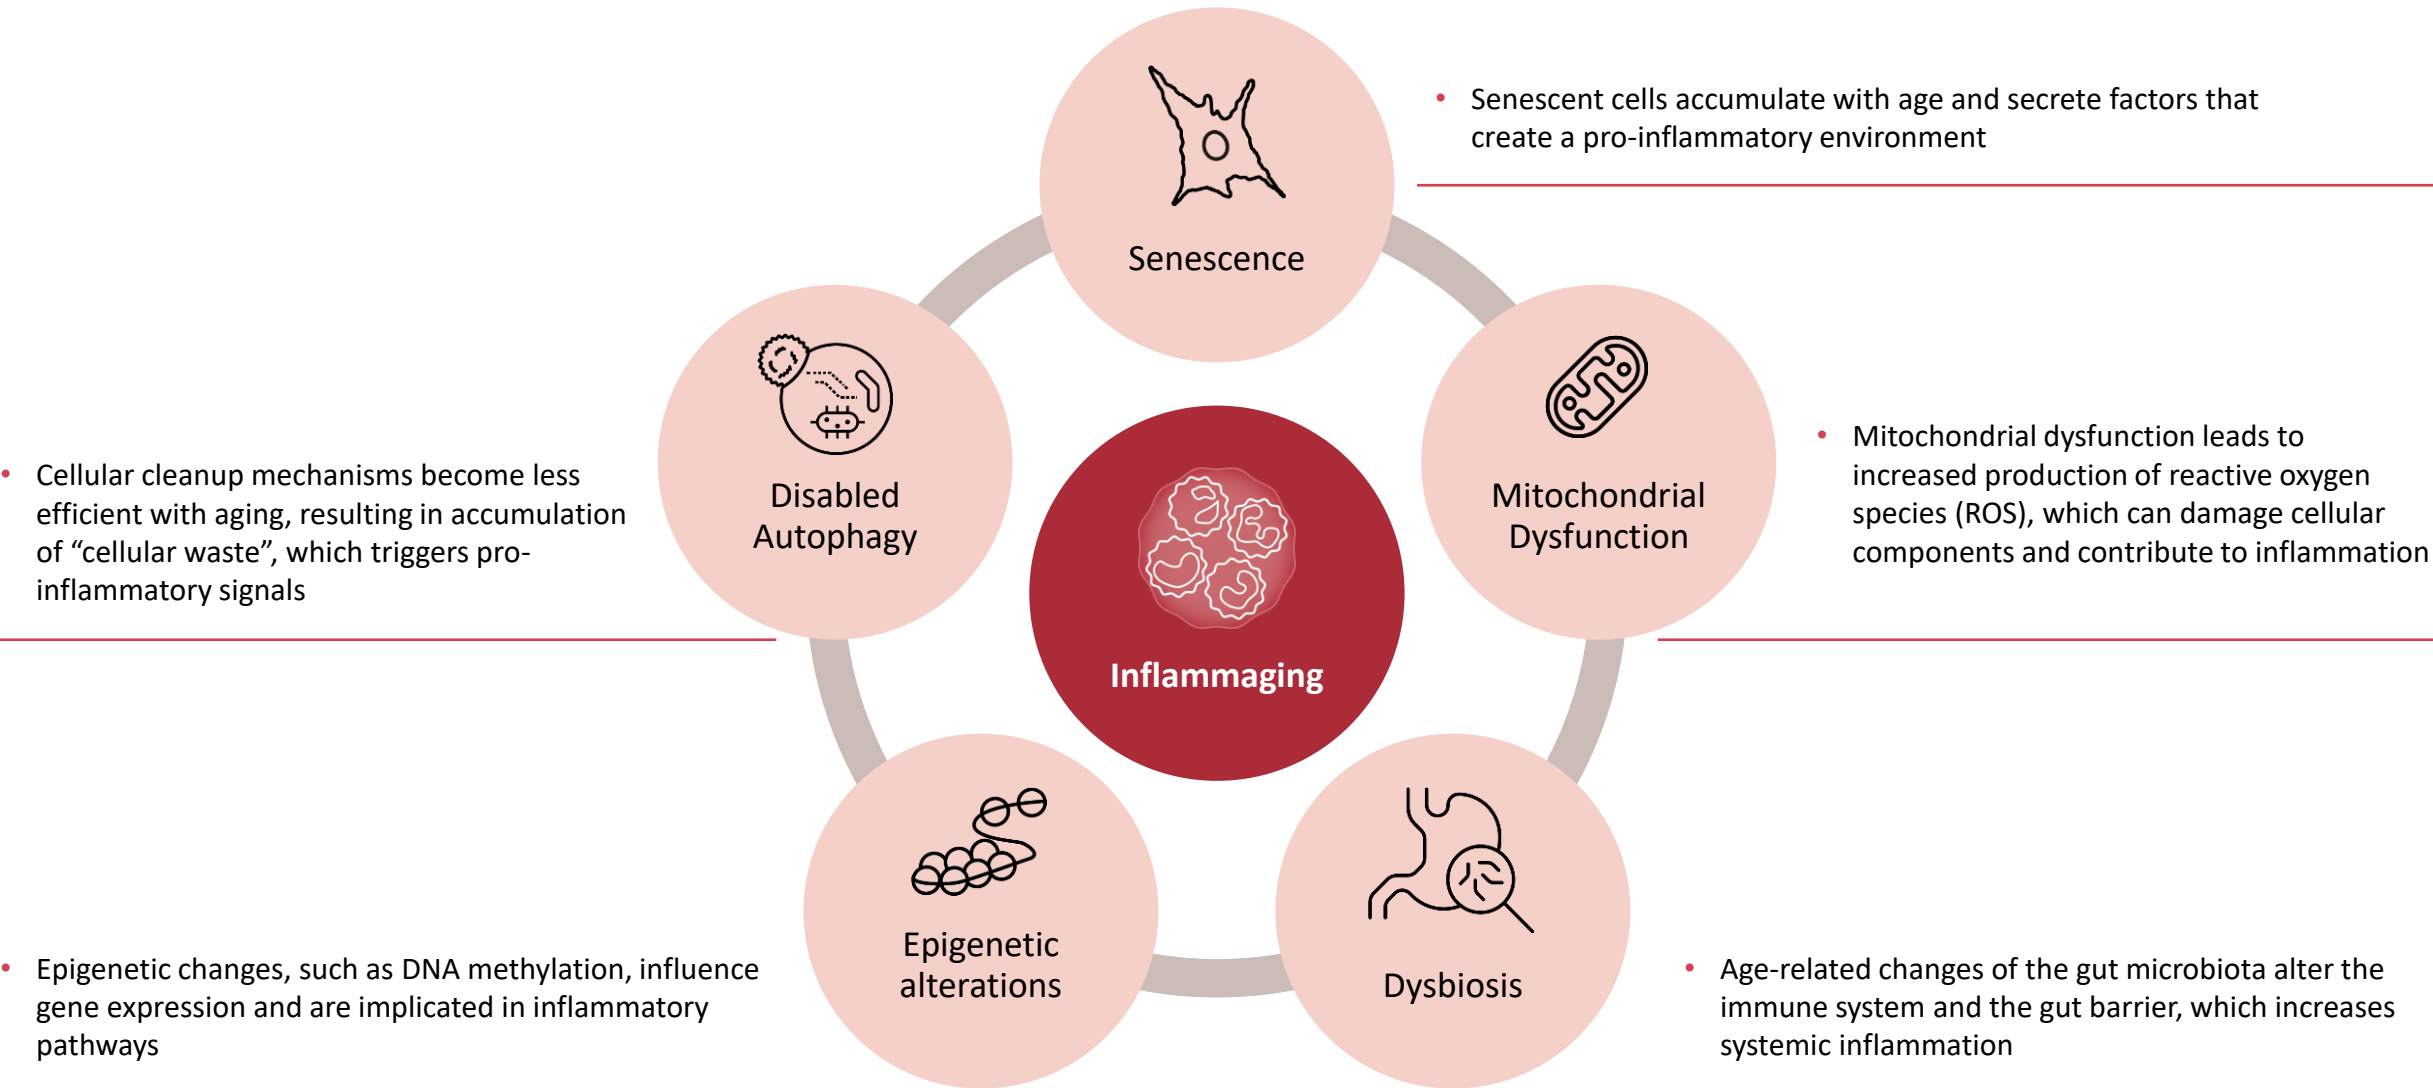 • Senescent cells accumulate with age and secrete factors that
create a pro-inflammatory environment
Senescence
Disabled
Autophagy
• Cellular cleanup mechanisms become less
efficient with aging, resulting in accumulation
of “cellular waste”, which triggers pro-
inflammatory signals
Mitochondrial
Dysfunction
• Mitochondrial dysfunction leads to
increased production of reactive oxygen
species (ROS), which can damage cellular
components and contribute to inflammation
Inflammaging
Epigenetic
alterations
• Epigenetic changes, such as DNA methylation, influence
gene expression and are implicated in inflammatory
pathways
Dysbiosis
• Age-related changes of the gut microbiota alter the
immune system and the gut barrier, which increases
systemic inflammation